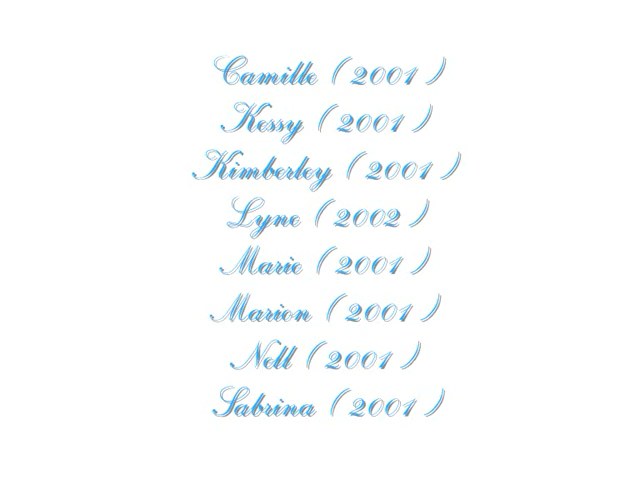 Camille (2001)
Kessy (2001)
Kimberley (2001)
Lyne (2002)
Marie (2001)
Marion (2001)
Nell (2001)
Sabrina (2001)